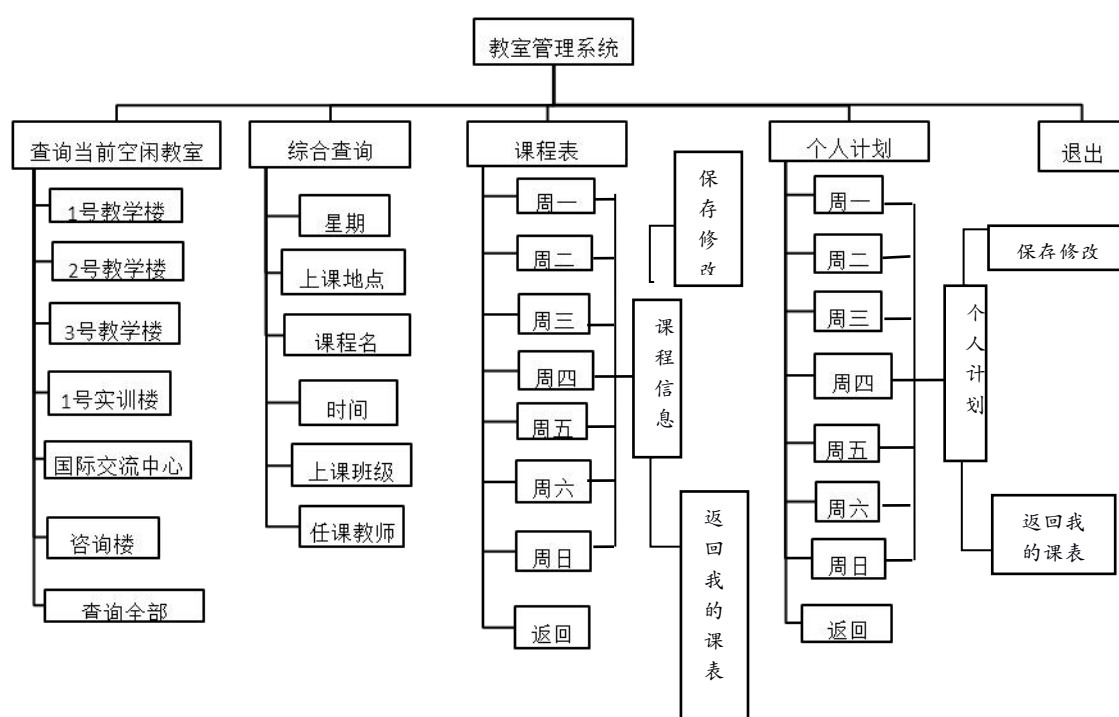 教室管理系统
查询当前空闲教室
1号教学楼
2号教学楼
3号教学楼
1号实训楼
国际交流中心
咨询楼
查询全部
综合查询
星期
上课地点
课程名
时间
上课班级
任课教师
课程表
周一
周二
周三
周四
周五
周六
周日
返回
保
存
修
改
课
程
信
息
返
回
我
的
课
表
个人计划
周一
周二
周三
周四
周五
周六
周日
返回
保存修改
个
人
计
划
返回我
的课表
退出